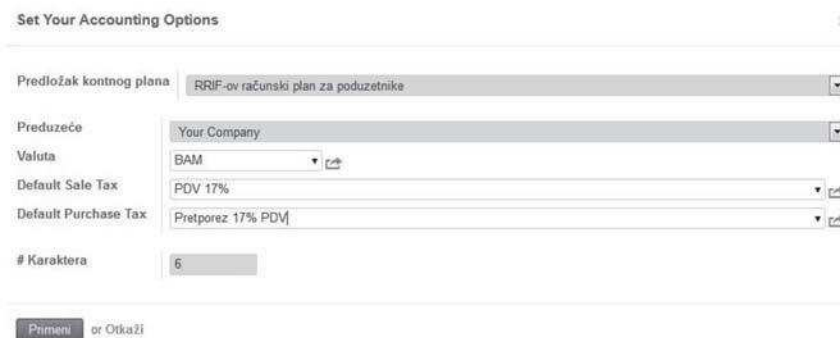 Set Your Accounting Options
Predložak kontnog plana RRIF-ov računski plan za poduzetnike
Preduzeće Your Company
Valuta BAM
Default Sale Tax PDV 17%
Default Purchase Tax Pretporez 17% PDV
# Karaktera 6
Primeni or Otkaži